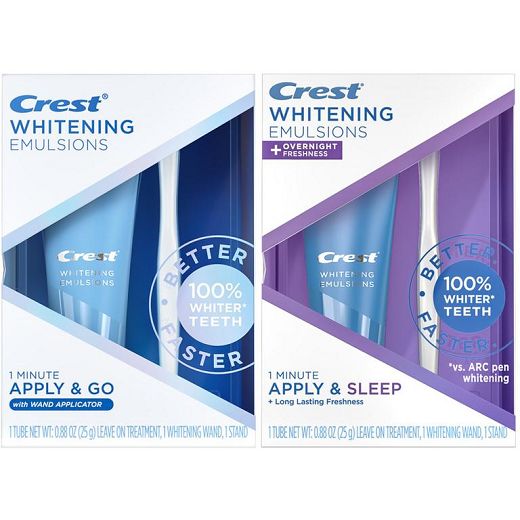 Crest®
WHITENING
EMULSIONS
Crest
WHITENING
EMULSIONS
BETTER
100%
WHITER*
TEETH
FASTER
1 MINUTE
APPLY & GO
with WAND APPLICATOR
1 TUBE NET WT: 0.88 OZ (25 g) LEAVE ON TREATMENT, 1 WHITENING WAND, 1 STAND
Crest
WHITENING
EMULSIONS
+OVERNIGHT
FRESHNESS
Crest
WHITENING
EMULSIONS
BETTER
100%
WHITER*
TEETH
FASTER
*vs. ARC pen
whitening
1 MINUTE
APPLY & SLEEP
+ Long Lasting Freshness
1 TUBE NET WT: 0.88 OZ (25 g) LEAVE ON TREATMENT, 1 WHITENING WAND, 1 STAND